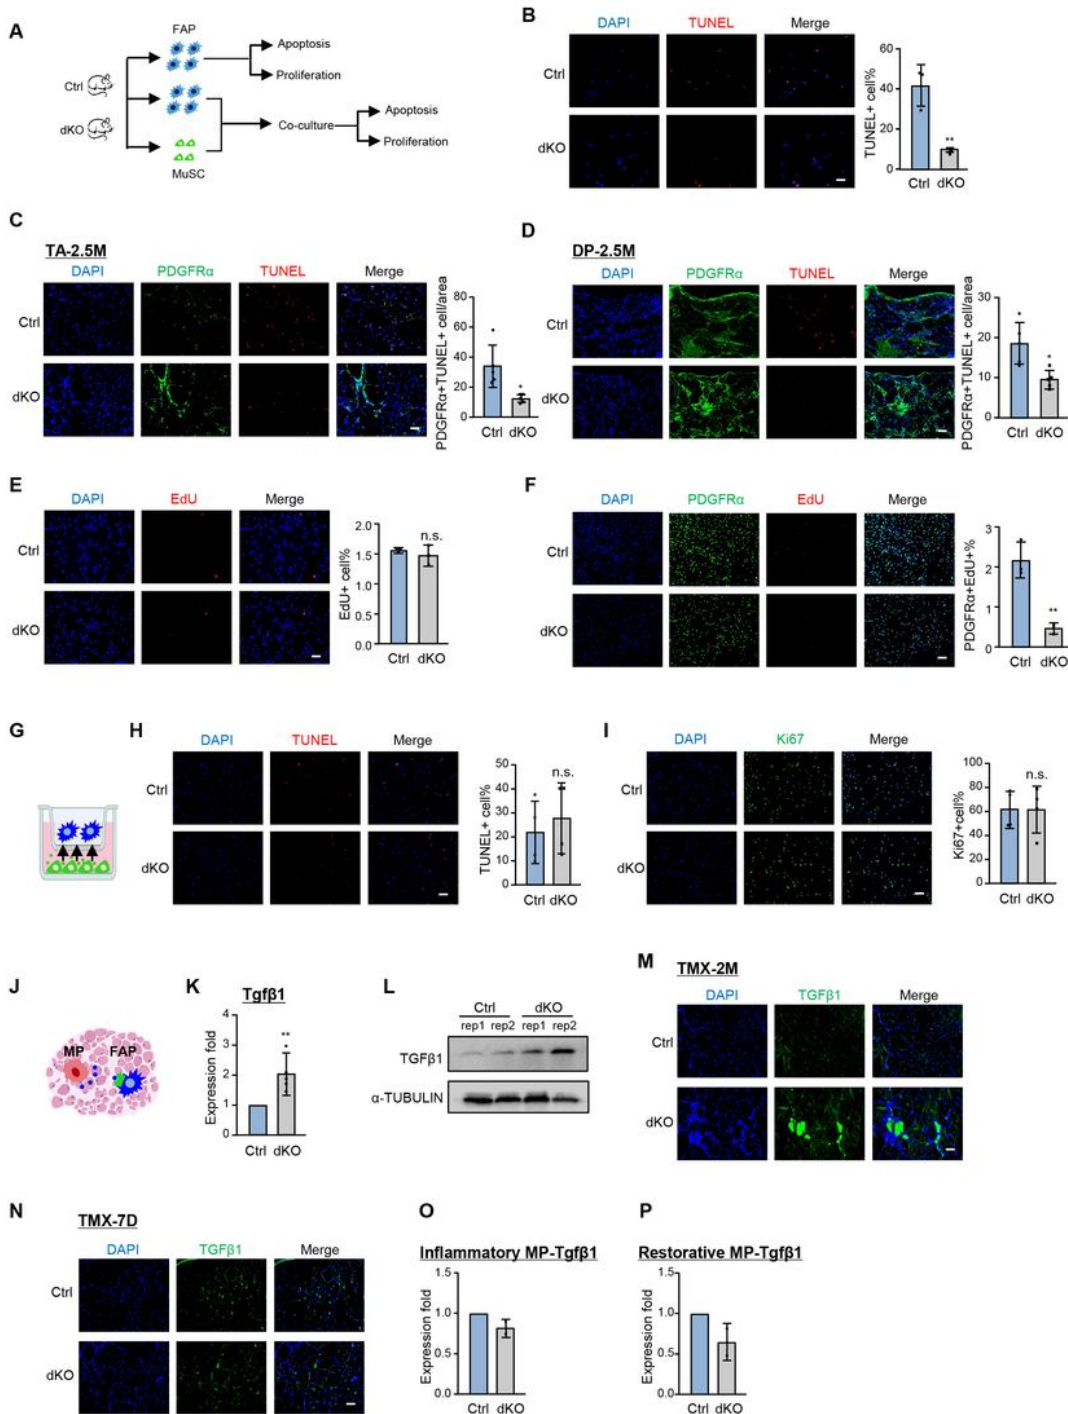 A
FAP
Ctrl
dKO
Apoptosis
Proliferation
Co-culture
Apoptosis
Proliferation
MuSC
B
DAPI TUNEL Merge
Ctrl
dKO
TUNEL+ cell%
60
40
20
0
**
Ctrl dKO
C
TA-2.5M
DAPI PDGFRα TUNEL Merge
Ctrl
dKO
PDGFRα+TUNEL+ cell/area
80
60
40
20
0
*
Ctrl dKO
D
DP-2.5M
DAPI PDGFRα TUNEL Merge
Ctrl
dKO
PDGFRα+TUNEL+ cell/area
30
20
10
0
*
Ctrl dKO
E
DAPI EdU Merge
Ctrl
dKO
EdU+ cell%
2.0
1.5
1.0
0.5
0.0
n.s.
Ctrl dKO
F
DAPI PDGFRα EdU Merge
Ctrl
dKO
PDGFRα+EdU+%
3
2
1
0
**
Ctrl dKO
G
H
DAPI TUNEL Merge
Ctrl
dKO
TUNEL+ cell%
50
40
30
20
10
0
n.s.
Ctrl dKO
I
DAPI Ki67 Merge
Ctrl
dKO
Ki67+cell%
100
80
60
40
20
0
n.s.
Ctrl dKO
J
MP FAP
K
Tgfβ1
Expression fold
4
3
2
1
0
**
Ctrl dKO
L
Ctrl dKO
rep1 rep2 rep1 rep2
TGFβ1
α-TUBULIN
M
TMX-2M
DAPI TGFβ1 Merge
Ctrl
dKO
N
TMX-7D
DAPI TGFβ1 Merge
Ctrl
dKO
O
Inflammatory MP-Tgfβ1
Expression fold
1.5
1.0
0.5
0.0
Ctrl dKO
P
Restorative MP-Tgfβ1
Expression fold
1.5
1.0
0.5
0.0
Ctrl dKO